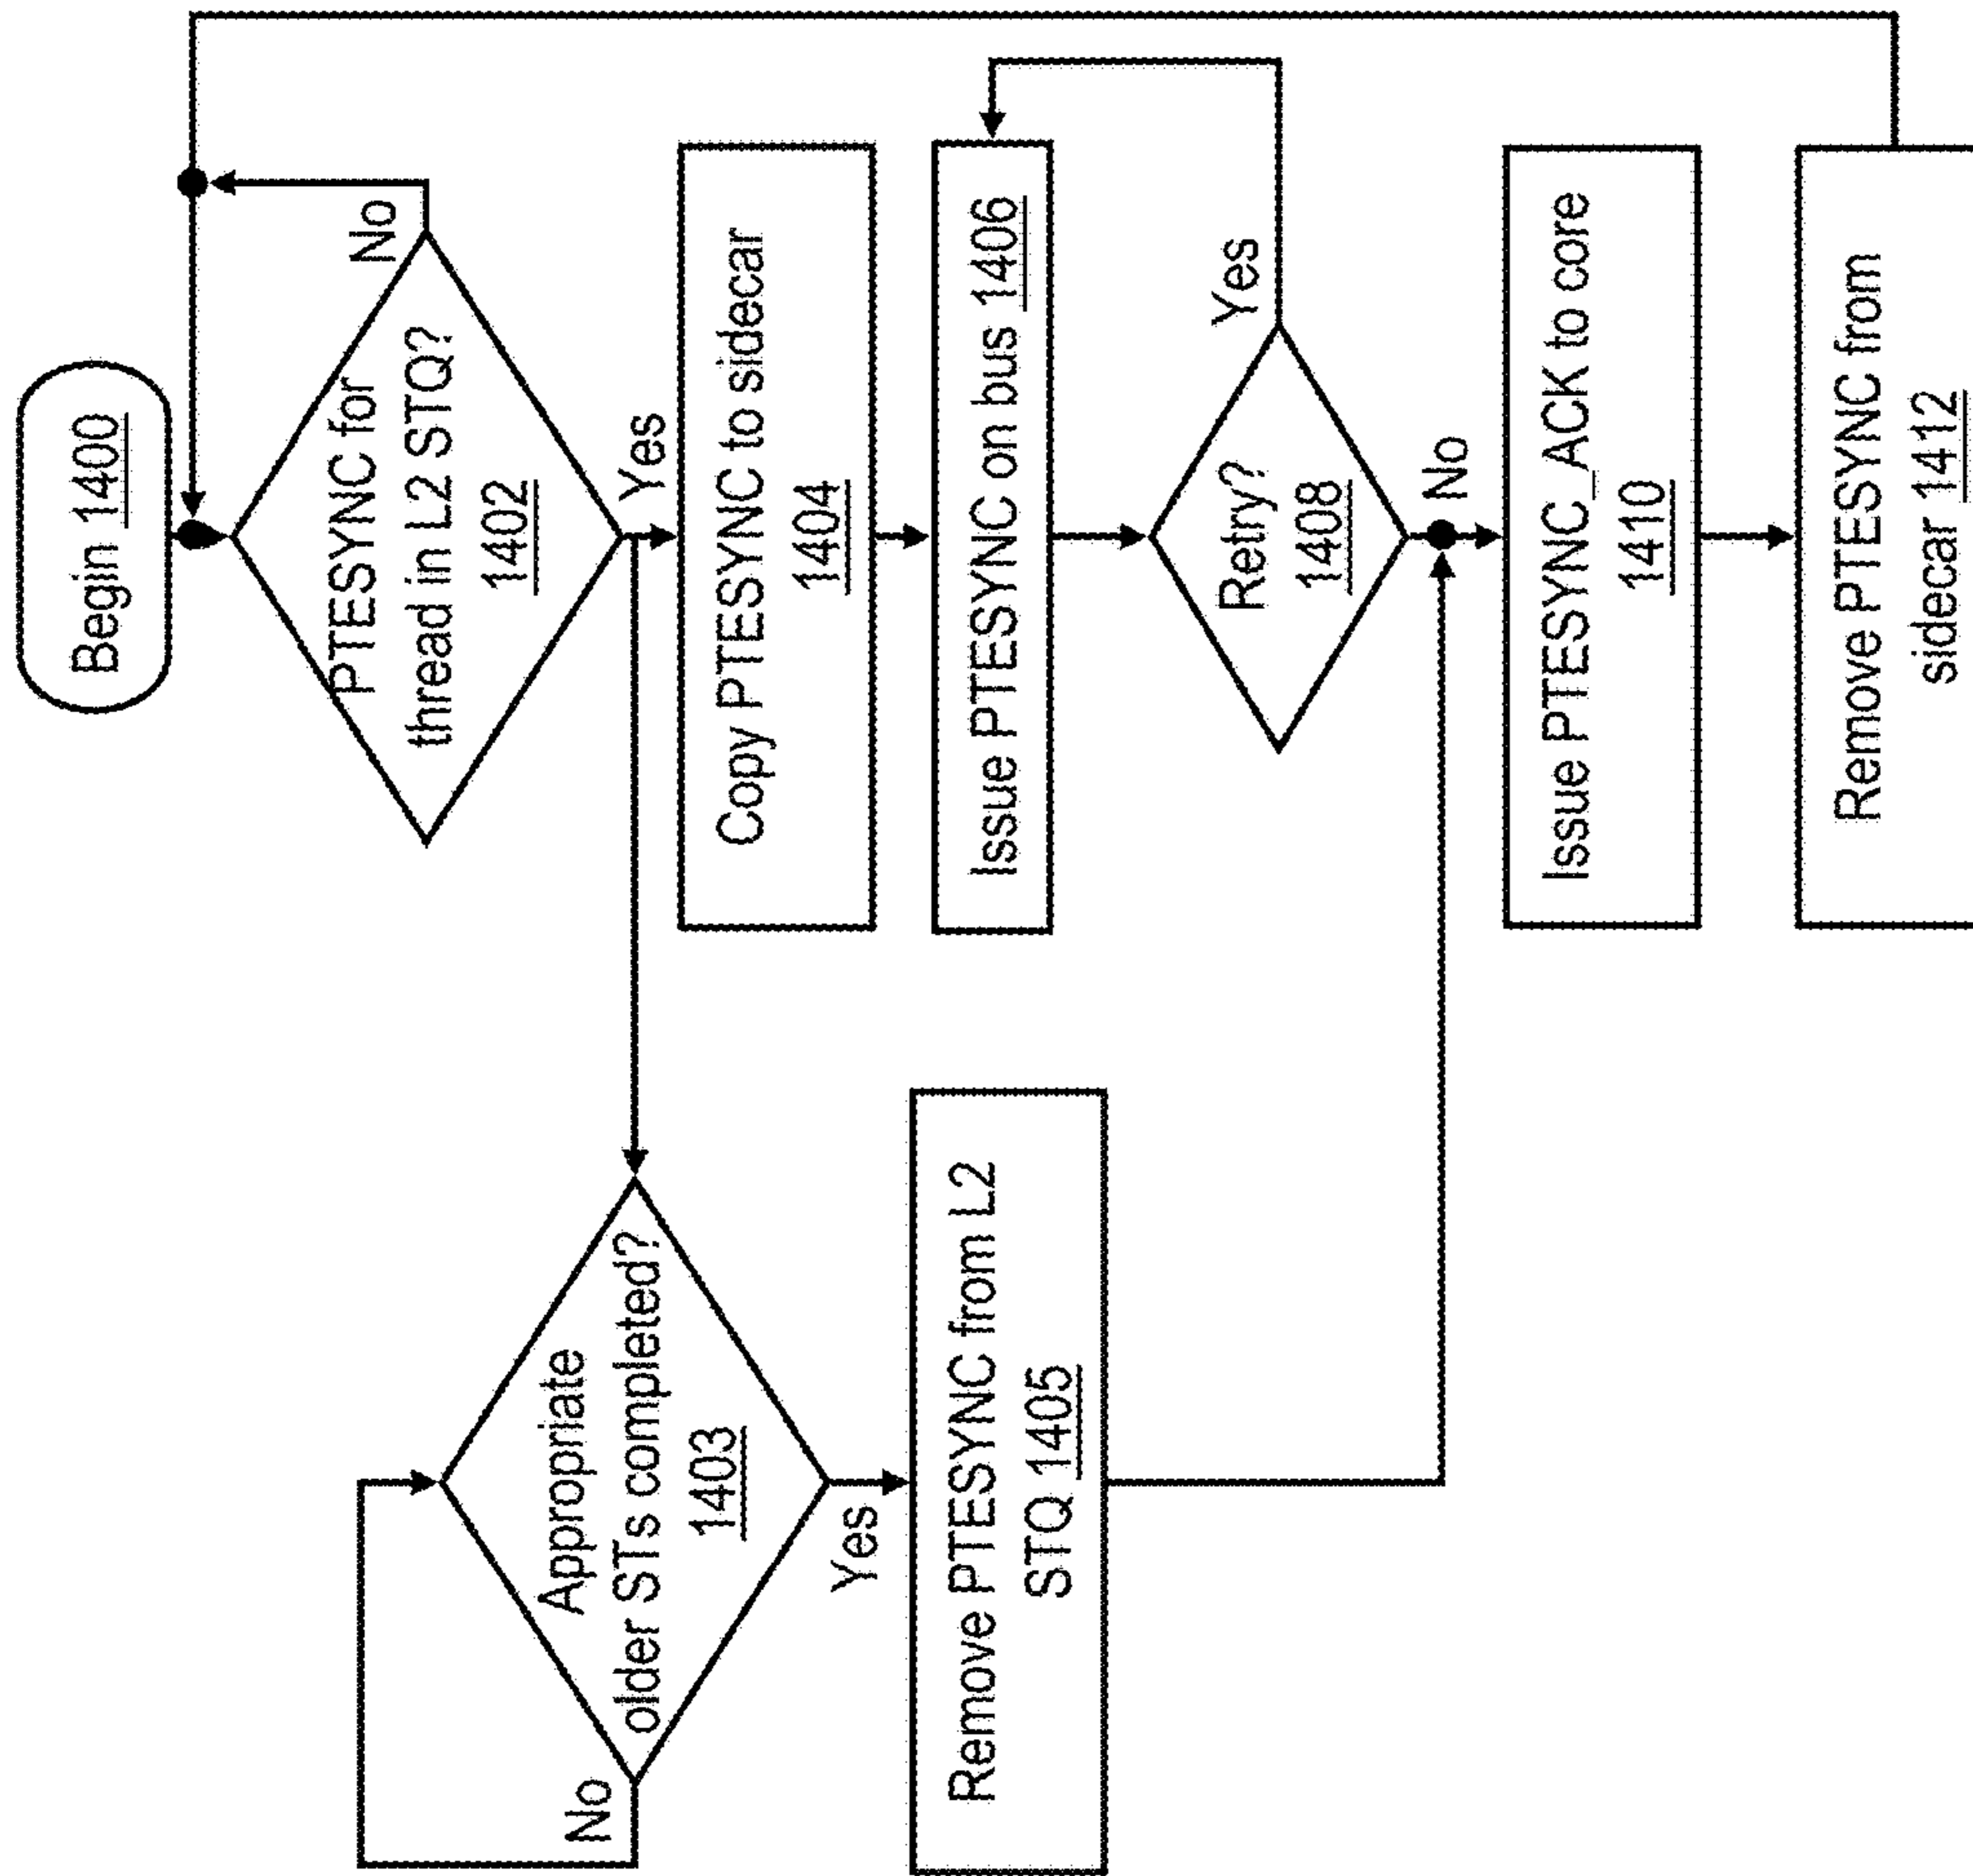 Begin 1400
PTESYNC for
thread in L2 STQ?
1402
No
Yes
Appropriate
older STs completed?
1403
No
Yes
Copy PTESYNC to sidecar
1404
Remove PTESYNC from L2
STQ 1405
Issue PTESYNC on bus 1406
Retry?
1408
Yes
No
Issue PTESYNC_ACK to core
1410
Remove PTESYNC from
sidecar 1412